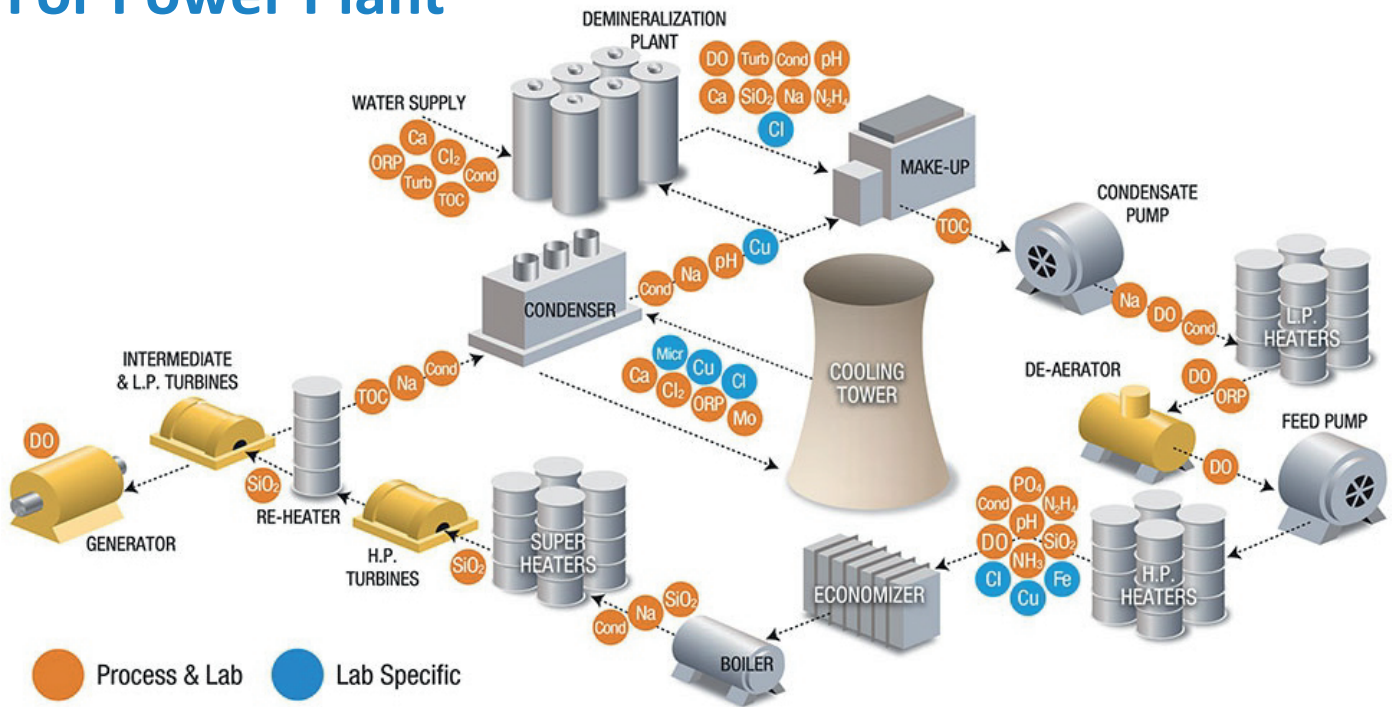 For Power Plant
DEMINERALIZATION
PLANT
DO Turb Cond pH
Ca SiO₂ Na N₂H₄
Cl
WATER SUPPLY
Ca
ORP Cl₂
Turb Cond
TOC
MAKE-UP
TOC
CONDENSATE
PUMP
Na DO Cond
L.P.
HEATERS
CONDENSER
Cond Na pH Cu
Micr Cu Cl
Ca Cl₂ ORP Mo
COOLING
TOWER
DE-AERATOR
DO
ORP
DO
FEED PUMP
INTERMEDIATE
& L.P. TURBINES
TOC Na Cond
DO
GENERATOR
SiO₂
RE-HEATER
H.P.
TURBINES
SiO₂
SUPER
HEATERS
Cond Na SiO₂
BOILER
ECONOMIZER
PO₄
Cond N₂H₄
pH
DO SiO₂
NH₃
Cl Fe
Cu
H.P.
HEATERS
Process & Lab
Lab Specific